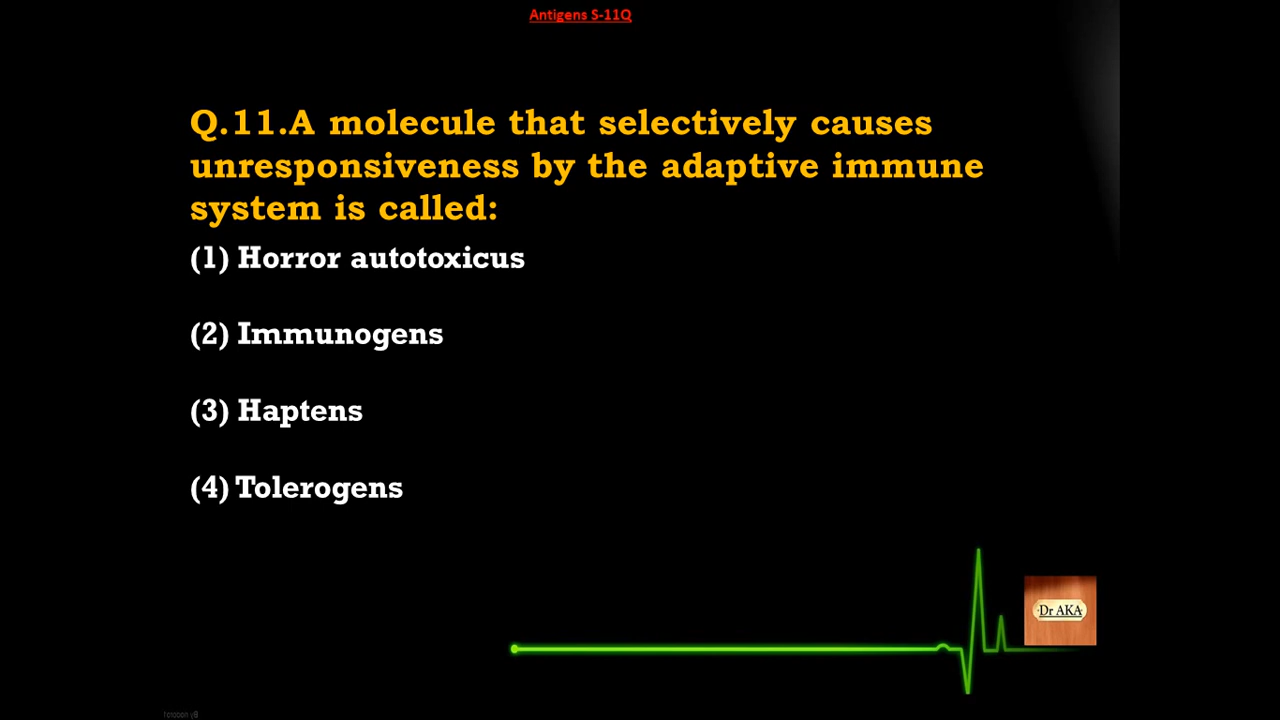 Antigens S-11Q
Q.11.A molecule that selectively causes
unresponsiveness by the adaptive immune
system is called:
(1) Horror autotoxicus
(2) Immunogens
(3) Haptens
(4) Tolerogens
Dr AKA